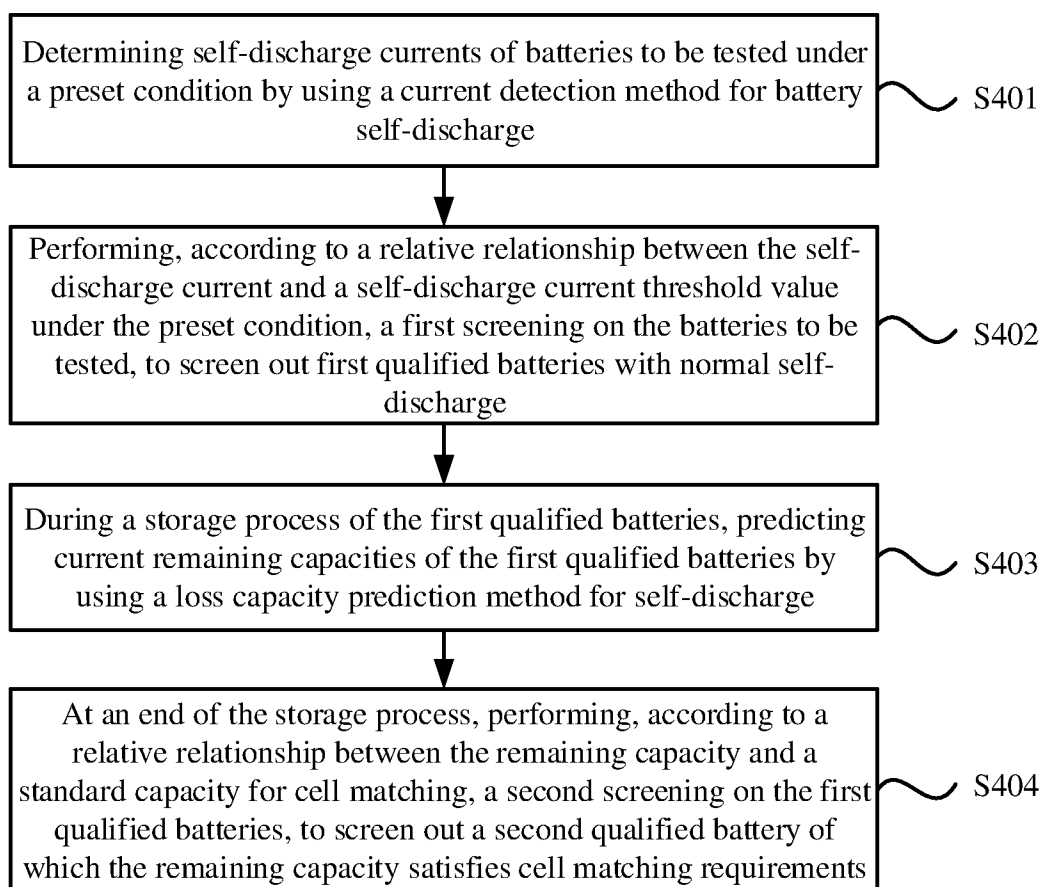 Determining self-discharge currents of batteries to be tested under
a preset condition by using a current detection method for battery
self-discharge
S401
Performing, according to a relative relationship between the self-
discharge current and a self-discharge current threshold value
under the preset condition, a first screening on the batteries to be
tested, to screen out first qualified batteries with normal self-
discharge
S402
During a storage process of the first qualified batteries, predicting
current remaining capacities of the first qualified batteries by
using a loss capacity prediction method for self-discharge
S403
At an end of the storage process, performing, according to a
relative relationship between the remaining capacity and a
standard capacity for cell matching, a second screening on the first
qualified batteries, to screen out a second qualified battery of
which the remaining capacity satisfies cell matching requirements
S404